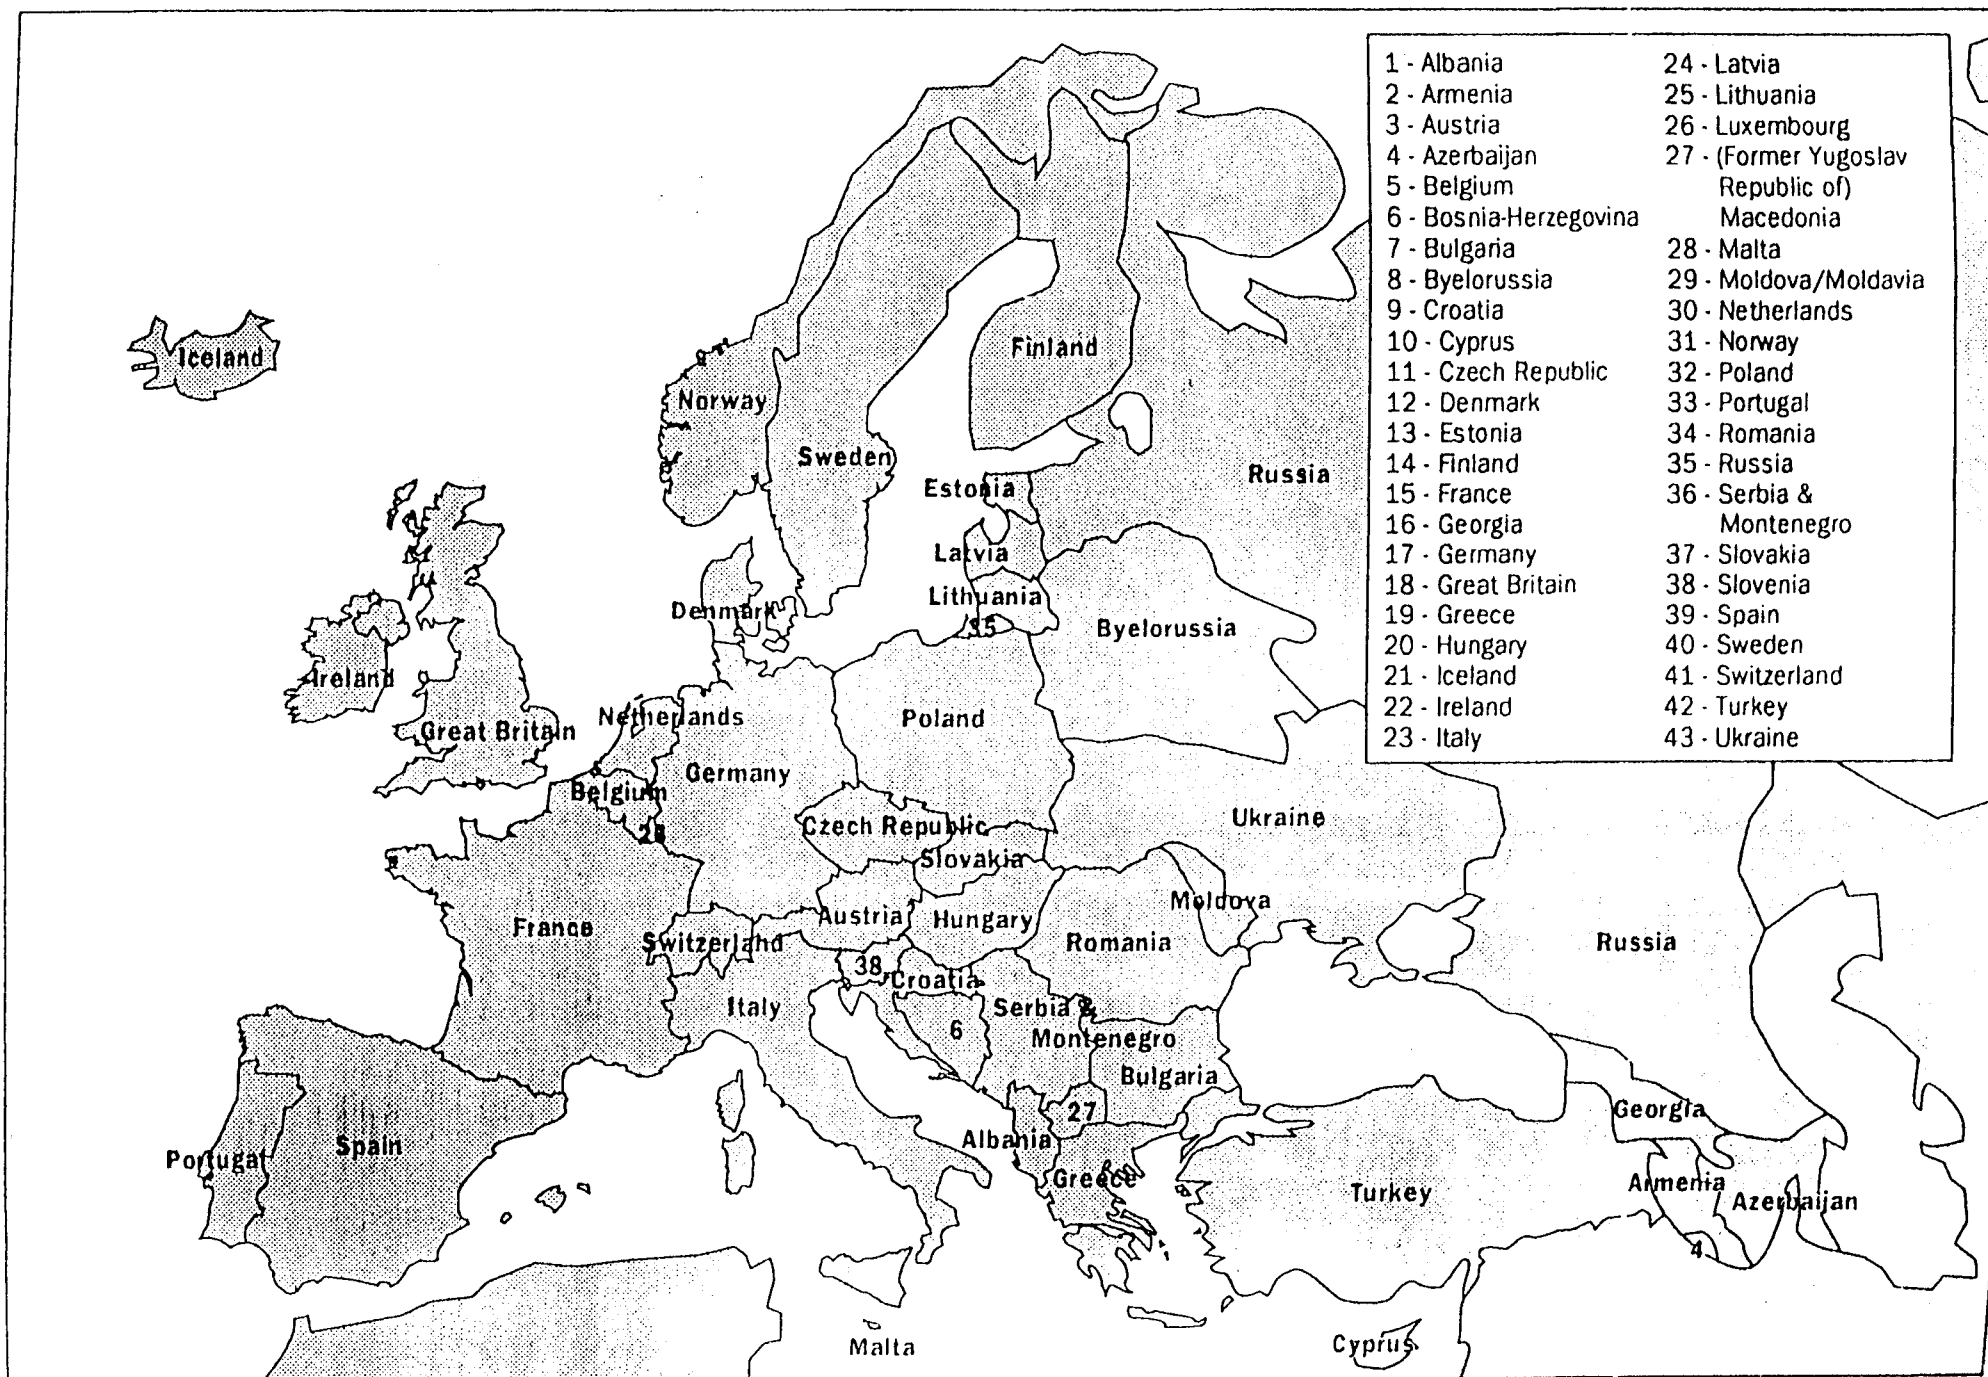 1 - Albania
2 - Armenia
3 - Austria
4 - Azerbaijan
5 - Belgium
6 - Bosnia-Herzegovina
7 - Bulgaria
8 - Byelorussia
9 - Croatia
10 - Cyprus
11 - Czech Republic
12 - Denmark
13 - Estonia
14 - Finland
15 - France
16 - Georgia
17 - Germany
18 - Great Britain
19 - Greece
20 - Hungary
21 - Iceland
22 - Ireland
23 - Italy
24 - Latvia
25 - Lithuania
26 - Luxembourg
27 - (Former Yugoslav
Republic of)
Macedonia
28 - Malta
29 - Moldova/Moldavia
30 - Netherlands
31 - Norway
32 - Poland
33 - Portugal
34 - Romania
35 - Russia
36 - Serbia &
Montenegro
37 - Slovakia
38 - Slovenia
39 - Spain
40 - Sweden
41 - Switzerland
42 - Turkey
43 - Ukraine
Iceland
Finland
Norway
Sweden
Russia
Estonia
Latvia
Lithuania
Denmark
35
Byelorussia
Ireland
Netherlands
Poland
Great Britain
Germany
Belgium
Ukraine
Czech Republic
26
Slovakia
Moldova
Austria
Hungary
France
Switzerland
Romania
Russia
38
Croatia
Italy
Serbia &
Montenegro
6
Bulgaria
27
Georgia
Albania
Spain
Portugal
Greece
Turkey
Armenia
Azerbaijan
4
Malta
Cyprus